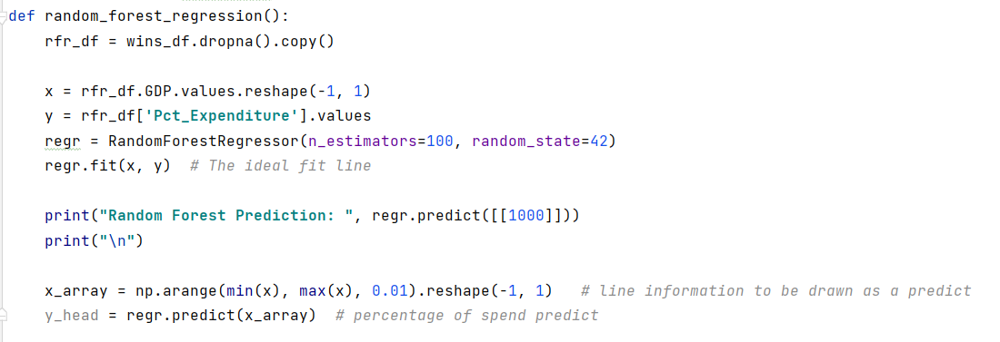 def random_forest_regression():
    rfr_df = wins_df.dropna().copy()
    x = rfr_df.GDP.values.reshape(-1, 1)
    y = rfr_df['Pct_Expenditure'].values
    regr = RandomForestRegressor(n_estimators=100, random_state=42)
    regr.fit(x, y)  # The ideal fit line
    print("Random Forest Prediction: ", regr.predict([[1000]]))
    print("\n")
    x_array = np.arange(min(x), max(x), 0.01).reshape(-1, 1)   # line information to be drawn as a predict
    y_head = regr.predict(x_array)  # percentage of spend predict